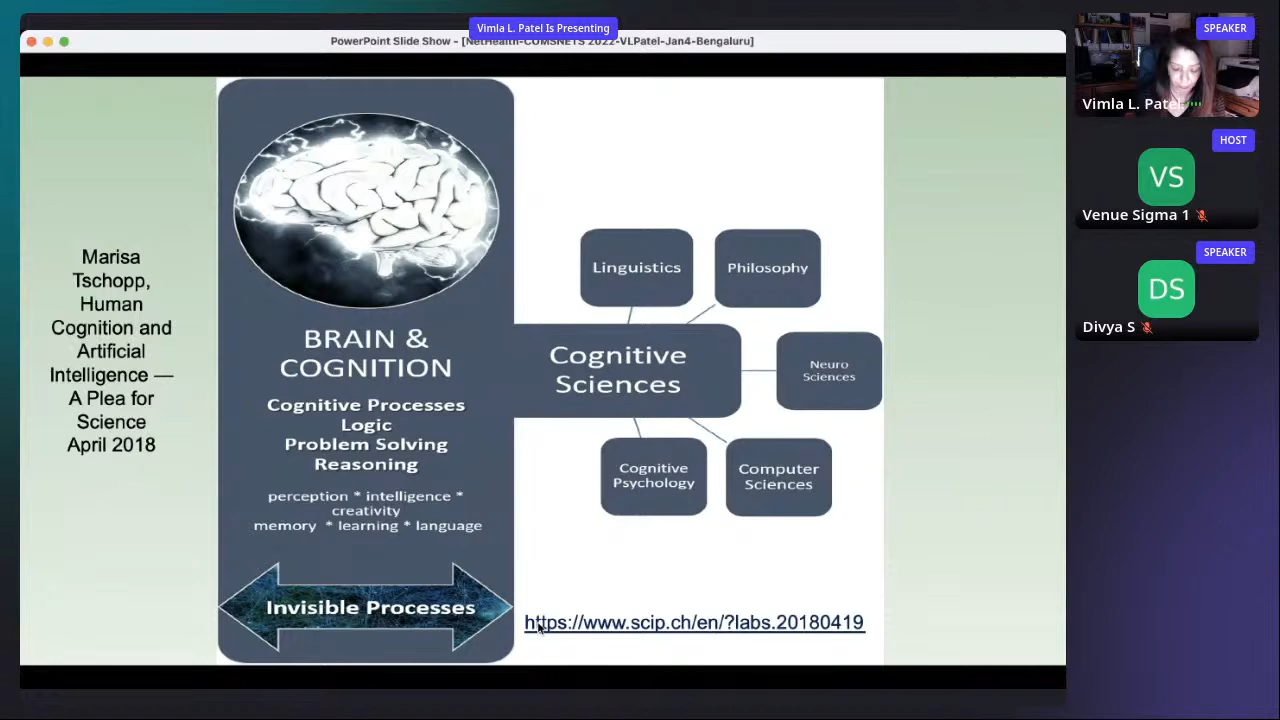 Vimla L. Patel Is Presenting
PowerPoint Slide Show - [NetHealth-COMSNETS 2022-VLPatel-Jan4-Bengaluru]
Marisa
Tschopp,
Human
Cognition and
Artificial
Intelligence —
A Plea for
Science
April 2018
BRAIN &
COGNITION
Cognitive Processes
Logic
Problem Solving
Reasoning
perception * intelligence *
creativity
memory * learning * language
Invisible Processes
Linguistics
Philosophy
Cognitive
Sciences
Neuro
Sciences
Cognitive
Psychology
Computer
Sciences
https://www.scip.ch/en/?labs.20180419
SPEAKER
Vimla L. Patel
HOST
VS
Venue Sigma 1
SPEAKER
DS
Divya S